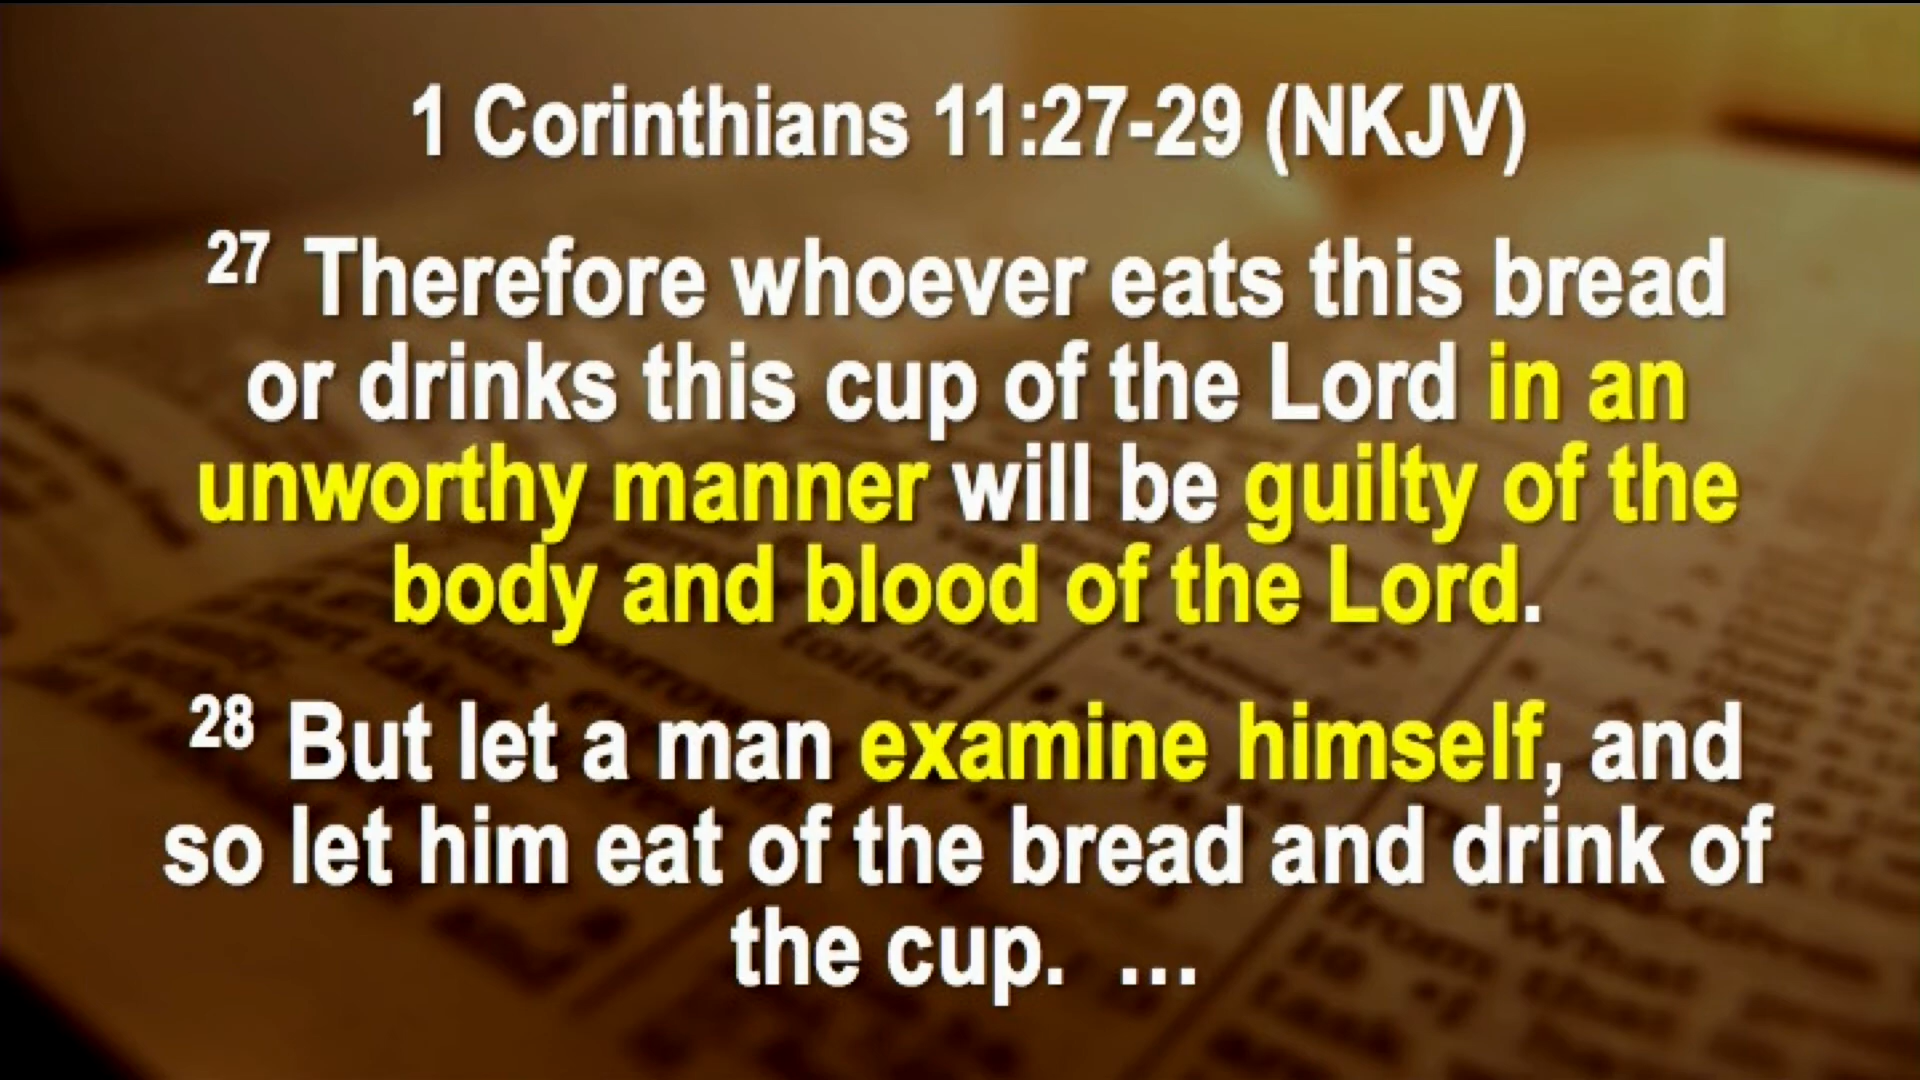 1 Corinthians 11:27-29 (NKJV)
27 Therefore whoever eats this bread
or drinks this cup of the Lord in an
unworthy manner will be guilty of the
body and blood of the Lord.
28 But let a man examine himself, and
so let him eat of the bread and drink of
the cup. ...